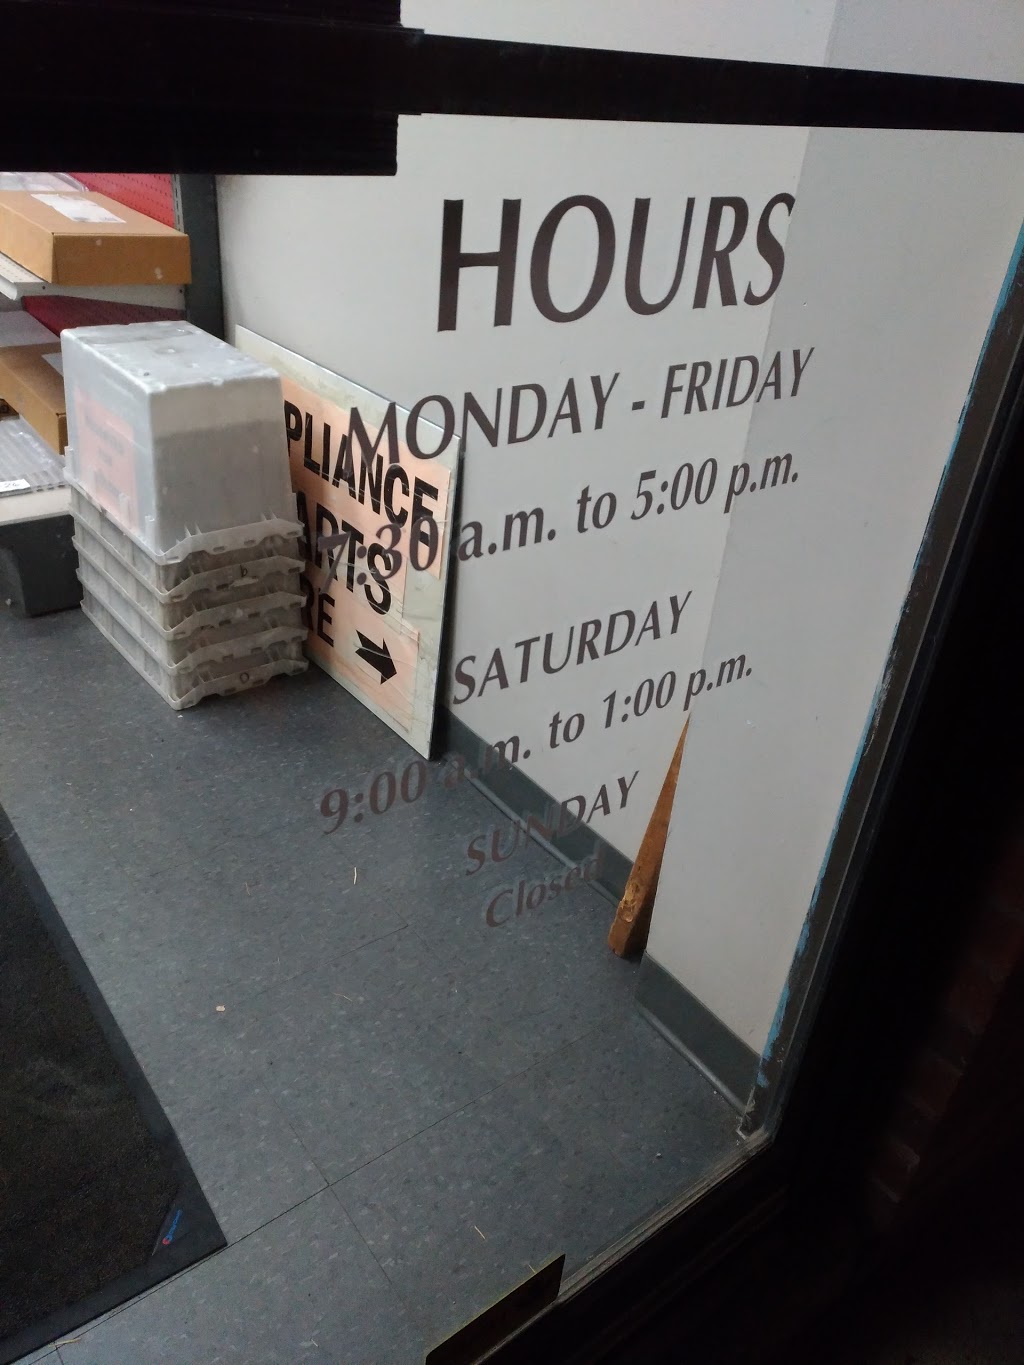 HOURS
MONDAY - FRIDAY
7:30 a.m. to 5:00 p.m.
SATURDAY
9:00 a.m. to 1:00 p.m.
SUNDAY
Closed
PLIANCE
ARTS
RE